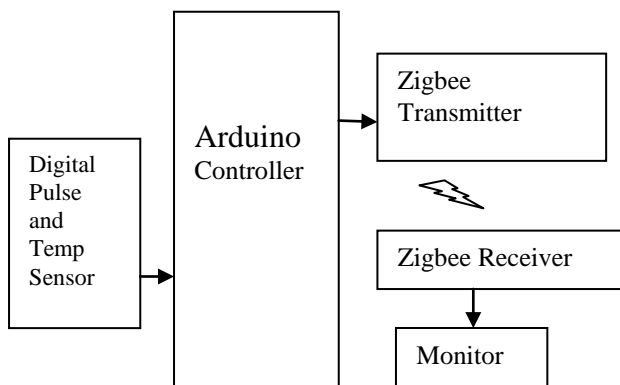 Digital
Pulse
and
Temp
Sensor
Arduino
Controller
Zigbee
Transmitter
Zigbee Receiver
Monitor